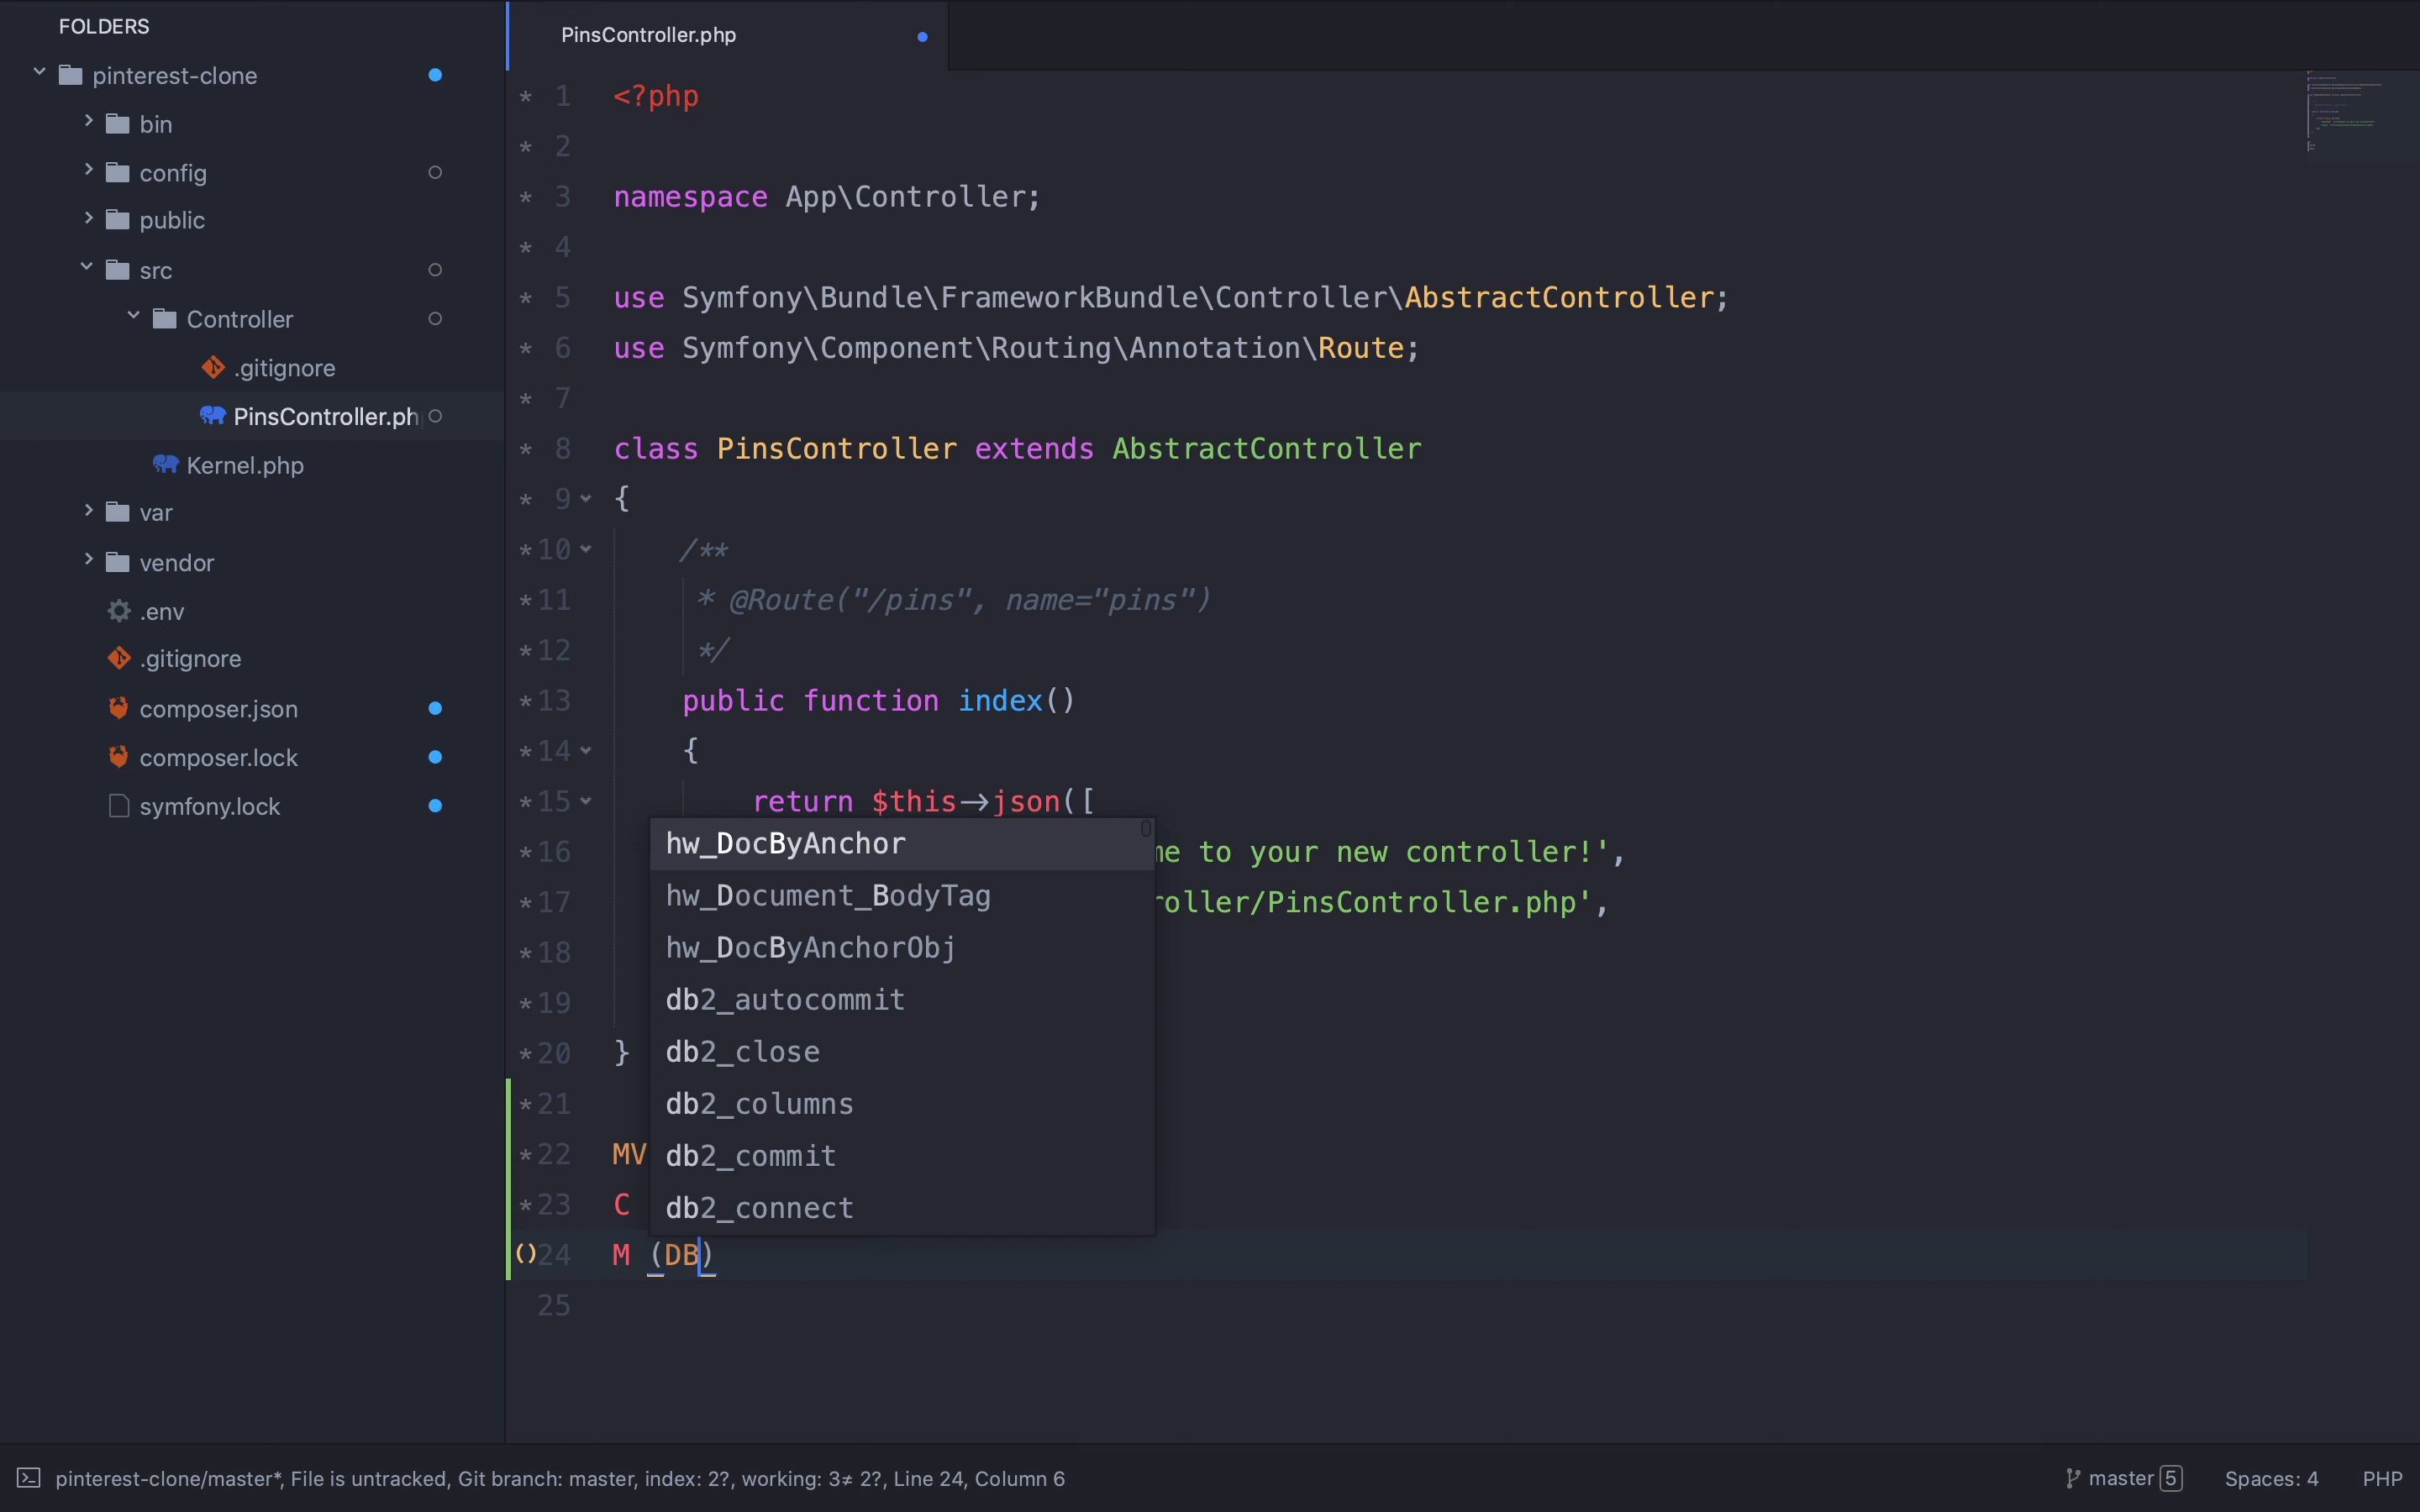 FOLDERS
pinterest-clone
bin
config
public
src
Controller
.gitignore
PinsController.ph
Kernel.php
var
vendor
.env
.gitignore
composer.json
composer.lock
symfony.lock
PinsController.php
* 1 <?php
* 2
* 3 namespace App\Controller;
* 4
* 5 use Symfony\Bundle\FrameworkBundle\Controller\AbstractController;
* 6 use Symfony\Component\Routing\Annotation\Route;
* 7
* 8 class PinsController extends AbstractController
* 9 {
*10 /**
*11 * @Route("/pins", name="pins")
*12 */
*13 public function index()
*14 {
*15 return $this→json([
*16 me to your new controller!',
*17 roller/PinsController.php',
*18
*19
*20 }
*21
*22 MV
*23 C
()24 M (DB)
25
hw_DocByAnchor
hw_Document_BodyTag
hw_DocByAnchorObj
db2_autocommit
db2_close
db2_columns
db2_commit
db2_connect
pinterest-clone/master*, File is untracked, Git branch: master, index: 2?, working: 3≠ 2?, Line 24, Column 6
master 5 Spaces: 4 PHP